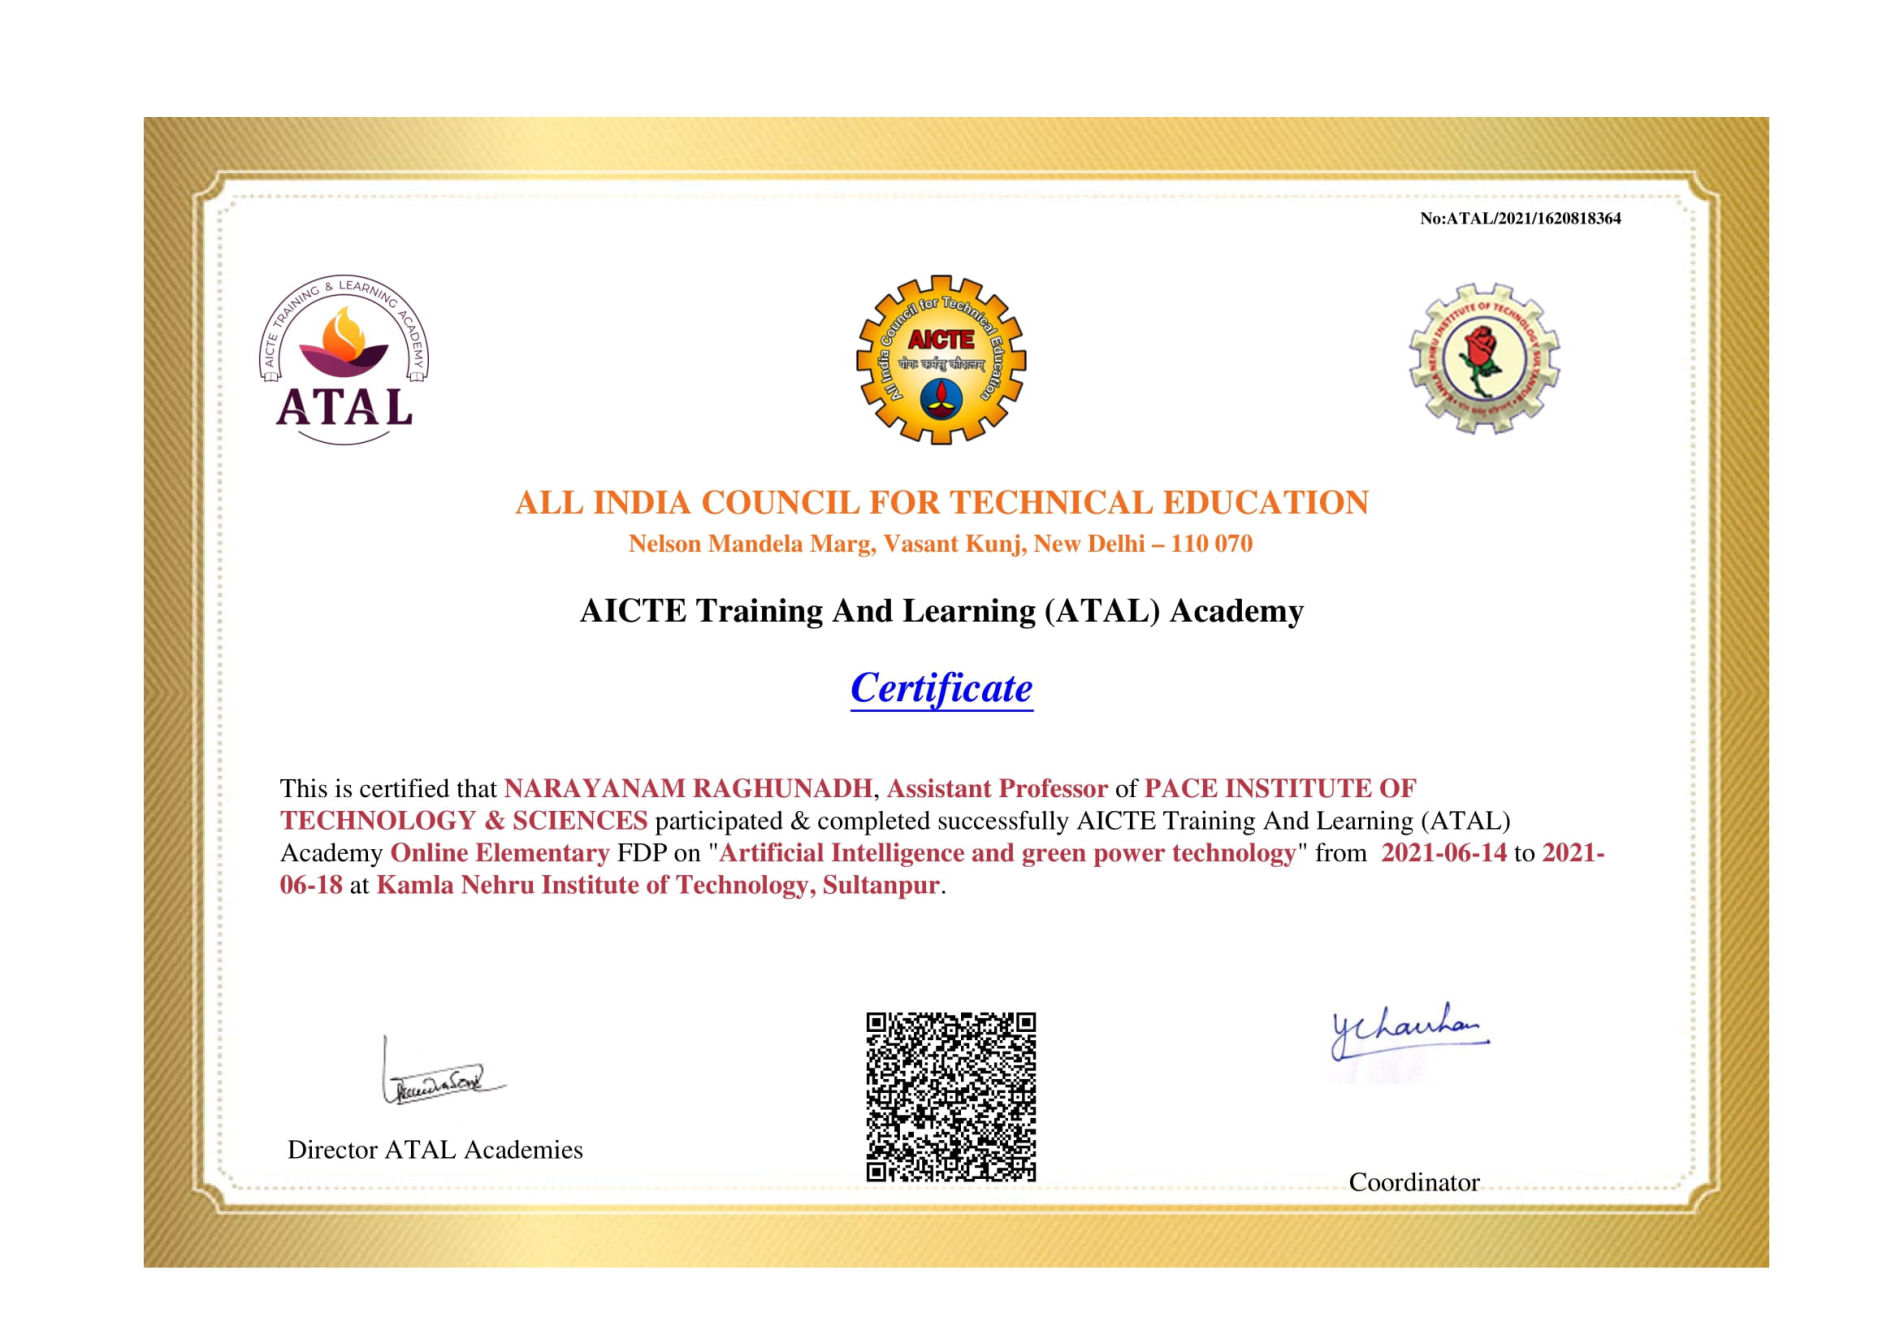 No:ATAL/2021/1620818364
AICTE TRAINING & LEARNING ACADEMY
ATAL
All India Council for Technical Education
AICTE
योगः कर्मसु कौशलम्
KAMLA NEHRU INSTITUTE OF TECHNOLOGY SULTANPUR
ALL INDIA COUNCIL FOR TECHNICAL EDUCATION
Nelson Mandela Marg, Vasant Kunj, New Delhi – 110 070
AICTE Training And Learning (ATAL) Academy
Certificate
This is certified that NARAYANAM RAGHUNADH, Assistant Professor of PACE INSTITUTE OF
TECHNOLOGY & SCIENCES participated & completed successfully AICTE Training And Learning (ATAL)
Academy Online Elementary FDP on "Artificial Intelligence and green power technology" from 2021-06-14 to 2021-
06-18 at Kamla Nehru Institute of Technology, Sultanpur.
Ychauhan
Director ATAL Academies
Coordinator